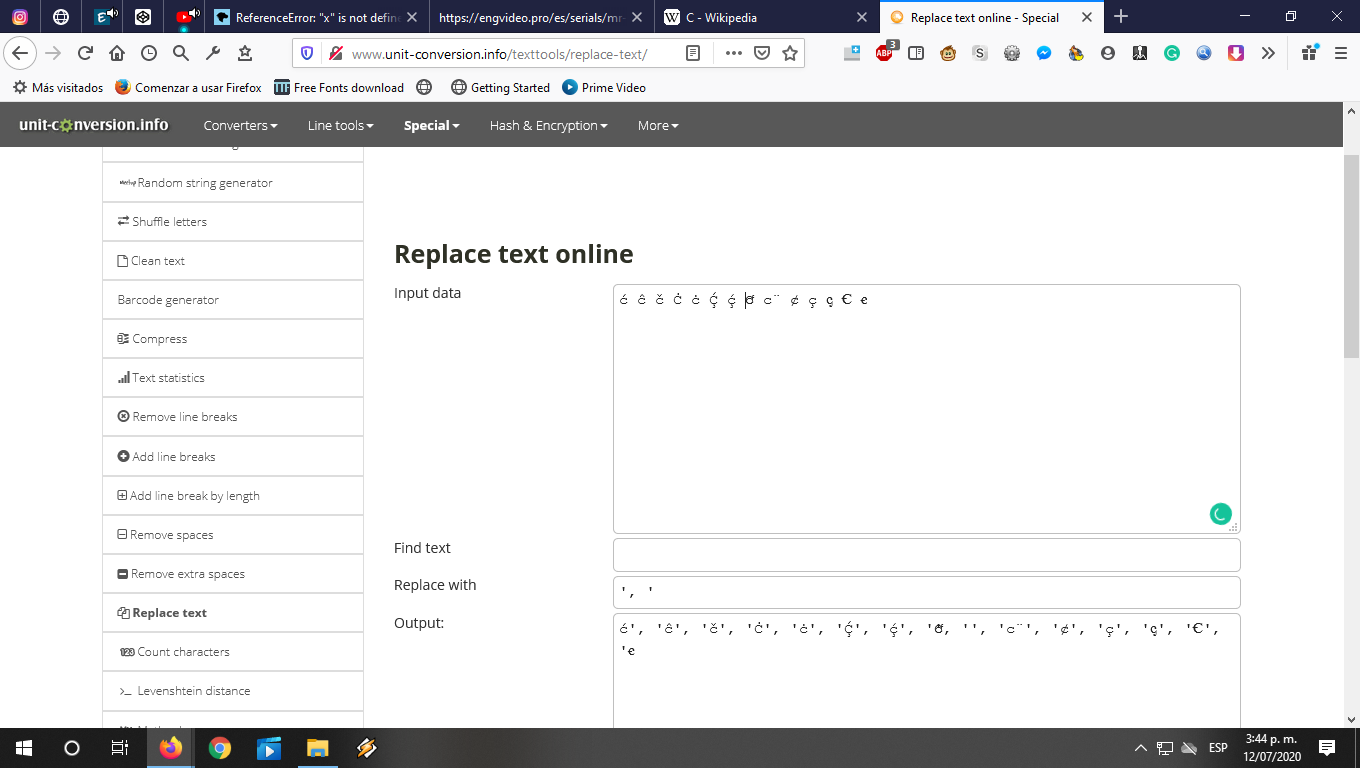 ReferenceError: "x" is not define
https://engvideo.pro/es/serials/mr-
C - Wikipedia
Replace text online - Special
www.unit-conversion.info/texttools/replace-text/
ABP 3
Más visitados Comenzar a usar Firefox Free Fonts download Getting Started Prime Video
unit-conversion.info Converters Line tools Special Hash & Encryption More
Random string generator
Shuffle letters
Clean text
Barcode generator
Compress
Text statistics
Remove line breaks
Add line breaks
Add line break by length
Remove spaces
Remove extra spaces
Replace text
Count characters
Levenshtein distance
Replace text online
Input data
ć ĉ č Ċ ċ Ḉ ḉ
c¨ ȼ ç ꞔ Ꞓ ꞓ
Find text
Replace with
', '
Output:
ć', 'ĉ', 'č', 'Ċ', 'ċ', 'Ḉ', 'ḉ',
'', 'c¨', 'ȼ', 'ç', 'ꞔ', 'Ꞓ',
'ꞓ
ESP
3:44 p. m.
12/07/2020